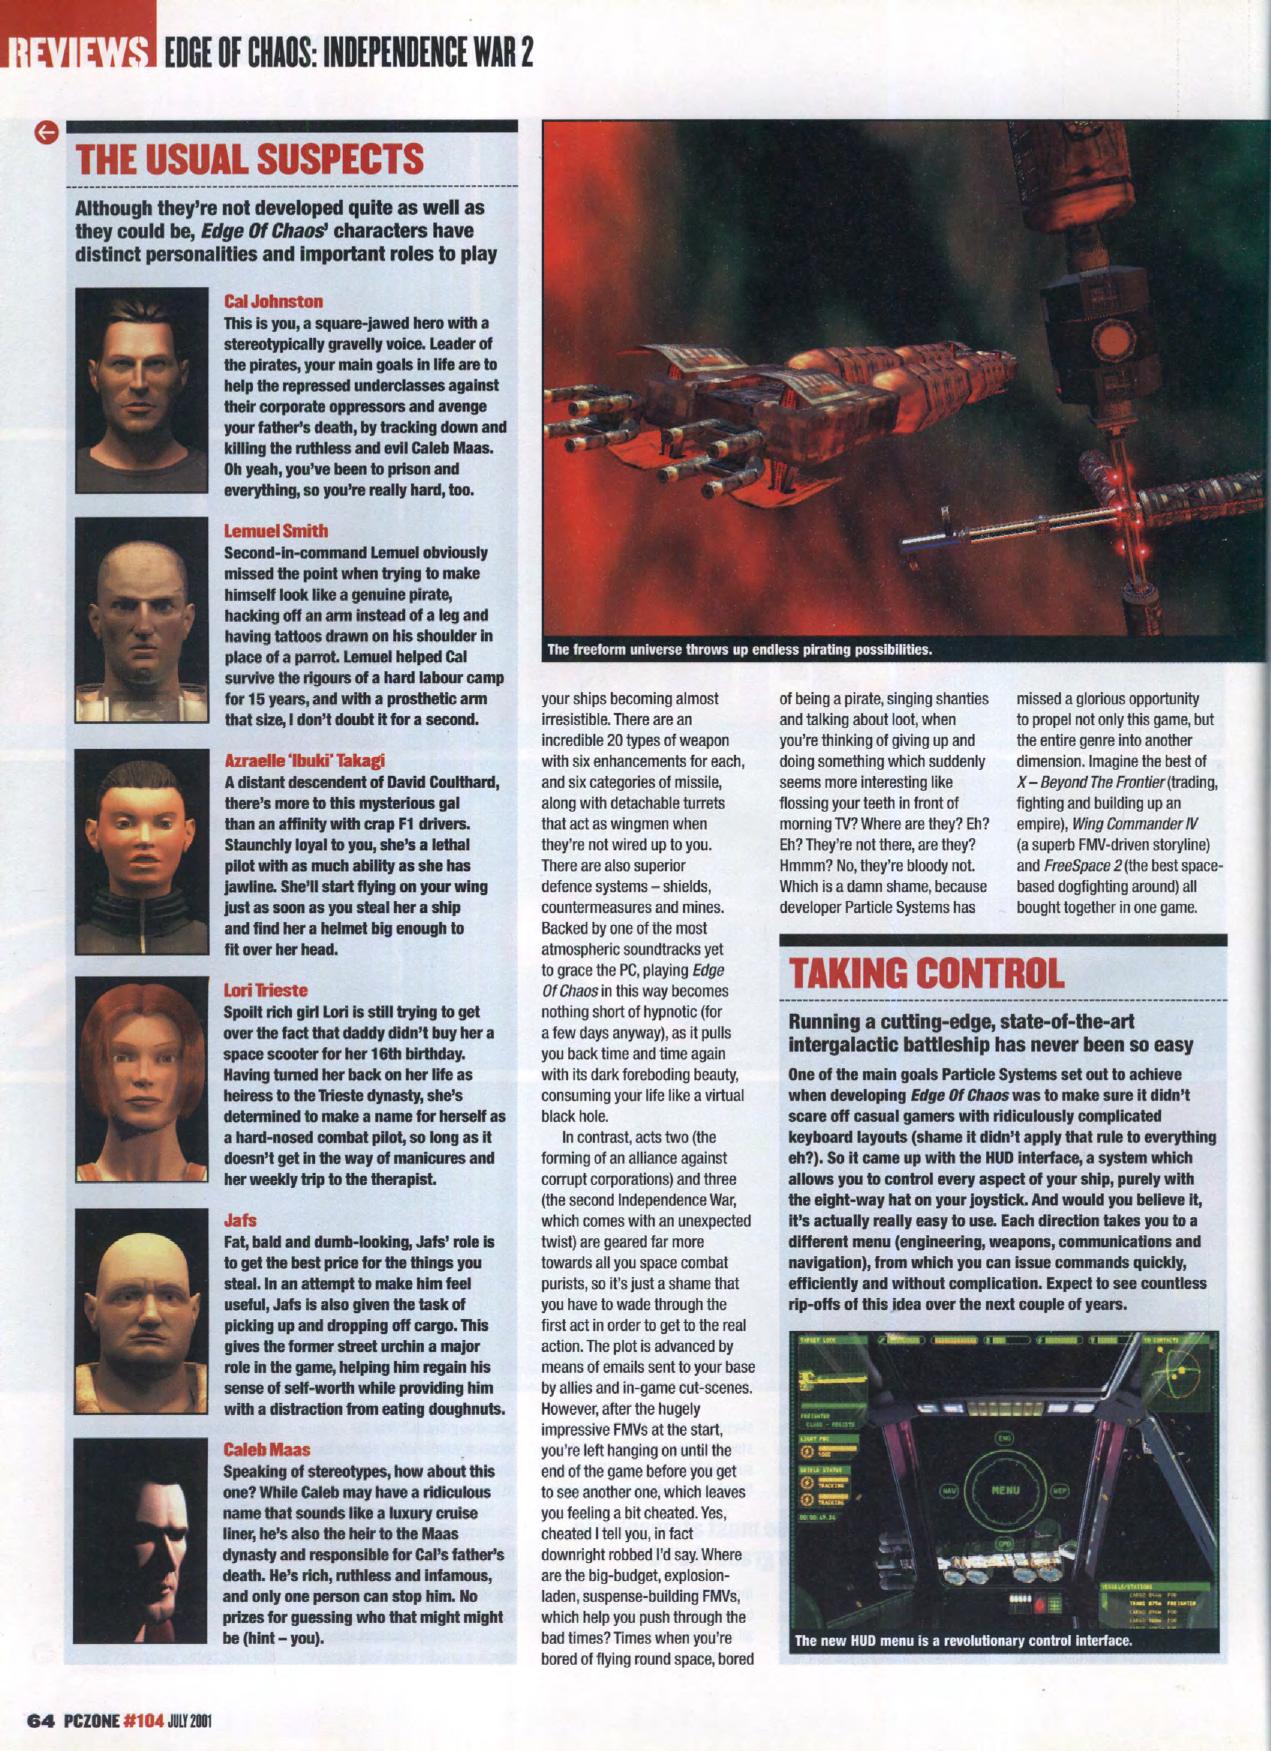 REVIEWS EDGE OF CHAOS: INDEPENDENCE WAR 2
THE USUAL SUSPECTS
Although they're not developed quite as well as
they could be, Edge Of Chaos' characters have
distinct personalities and important roles to play
Cal Johnston
This is you, a square-jawed hero with a
stereotypically gravelly voice. Leader of
the pirates, your main goals in life are to
help the repressed underclasses against
their corporate oppressors and avenge
your father's death, by tracking down and
killing the ruthless and evil Caleb Maas.
Oh yeah, you've been to prison and
everything, so you're really hard, too.
Lemuel Smith
Second-in-command Lemuel obviously
missed the point when trying to make
himself look like a genuine pirate,
hacking off an arm instead of a leg and
having tattoos drawn on his shoulder in
place of a parrot. Lemuel helped Cal
survive the rigours of a hard labour camp
for 15 years, and with a prosthetic arm
that size, I don't doubt it for a second.
Azraelle 'Ibuki' Takagi
A distant descendent of David Coulthard,
there's more to this mysterious gal
than an affinity with crap F1 drivers.
Staunchly loyal to you, she's a lethal
pilot with as much ability as she has
jawline. She'll start flying on your wing
just as soon as you steal her a ship
and find her a helmet big enough to
fit over her head.
Lori Trieste
Spoilt rich girl Lori is still trying to get
over the fact that daddy didn't buy her a
space scooter for her 16th birthday.
Having turned her back on her life as
heiress to the Trieste dynasty, she's
determined to make a name for herself as
a hard-nosed combat pilot, so long as it
doesn't get in the way of manicures and
her weekly trip to the therapist.
Jafs
Fat, bald and dumb-looking, Jafs' role is
to get the best price for the things you
steal. In an attempt to make him feel
useful, Jafs is also given the task of
picking up and dropping off cargo. This
gives the former street urchin a major
role in the game, helping him regain his
sense of self-worth while providing him
with a distraction from eating doughnuts.
Caleb Maas
Speaking of stereotypes, how about this
one? While Caleb may have a ridiculous
name that sounds like a luxury cruise
liner, he's also the heir to the Maas
dynasty and responsible for Cal's father's
death. He's rich, ruthless and infamous,
and only one person can stop him. No
prizes for guessing who that might might
be (hint – you).
The freeform universe throws up endless pirating possibilities.
your ships becoming almost
irresistible. There are an
incredible 20 types of weapon
with six enhancements for each,
and six categories of missile,
along with detachable turrets
that act as wingmen when
they're not wired up to you.
There are also superior
defence systems – shields,
countermeasures and mines.
Backed by one of the most
atmospheric soundtracks yet
to grace the PC, playing Edge
Of Chaos in this way becomes
nothing short of hypnotic (for
a few days anyway), as it pulls
you back time and time again
with its dark foreboding beauty,
consuming your life like a virtual
black hole.
In contrast, acts two (the
forming of an alliance against
corrupt corporations) and three
(the second Independence War,
which comes with an unexpected
twist) are geared far more
towards all you space combat
purists, so it's just a shame that
you have to wade through the
first act in order to get to the real
action. The plot is advanced by
means of emails sent to your base
by allies and in-game cut-scenes.
However, after the hugely
impressive FMVs at the start,
you're left hanging on until the
end of the game before you get
to see another one, which leaves
you feeling a bit cheated. Yes,
cheated I tell you, in fact
downright robbed I'd say. Where
are the big-budget, explosion-
laden, suspense-building FMVs,
which help you push through the
bad times? Times when you're
bored of flying round space, bored
of being a pirate, singing shanties
and talking about loot, when
you're thinking of giving up and
doing something which suddenly
seems more interesting like
flossing your teeth in front of
morning TV? Where are they? Eh?
Eh? They're not there, are they?
Hmmm? No, they're bloody not.
Which is a damn shame, because
developer Particle Systems has
missed a glorious opportunity
to propel not only this game, but
the entire genre into another
dimension. Imagine the best of
X – Beyond The Frontier (trading,
fighting and building up an
empire), Wing Commander IV
(a superb FMV-driven storyline)
and FreeSpace 2 (the best space-
based dogfighting around) all
bought together in one game.
TAKING CONTROL
Running a cutting-edge, state-of-the-art
intergalactic battleship has never been so easy
One of the main goals Particle Systems set out to achieve
when developing Edge Of Chaos was to make sure it didn't
scare off casual gamers with ridiculously complicated
keyboard layouts (shame it didn't apply that rule to everything
eh?). So it came up with the HUD interface, a system which
allows you to control every aspect of your ship, purely with
the eight-way hat on your joystick. And would you believe it,
it's actually really easy to use. Each direction takes you to a
different menu (engineering, weapons, communications and
navigation), from which you can issue commands quickly,
efficiently and without complication. Expect to see countless
rip-offs of this idea over the next couple of years.
TARGET LOCK
FREIGHTER
LIGHT PBC
SHIELD STATUS
TRACKING
TRACKING
ENG
NAV
MENU
WEP
VESSELS/STATIONS
The new HUD menu is a revolutionary control interface.
64 PCZONE #104 JULY 2001